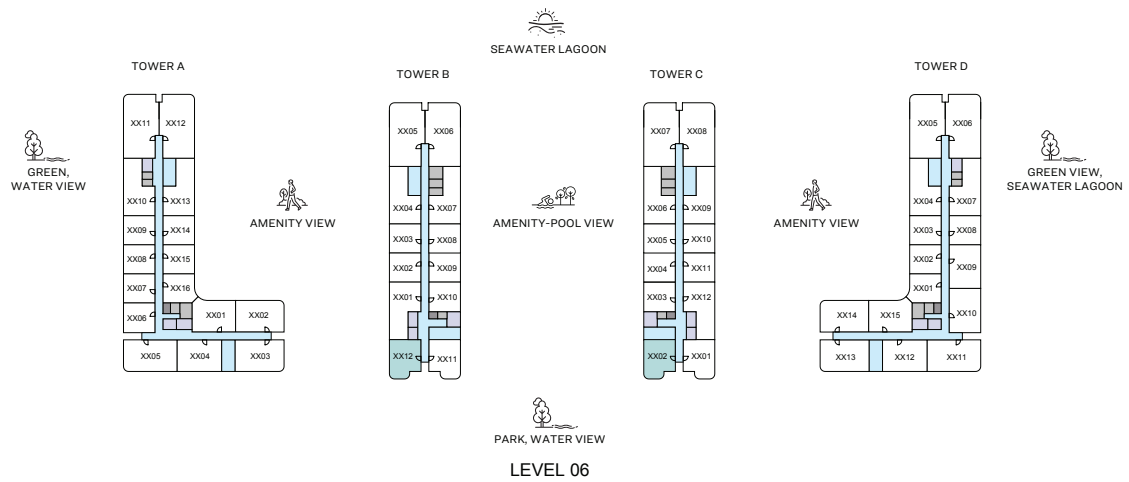 SEAWATER LAGOON
TOWER A
TOWER B
TOWER C
TOWER D
XX11 XX12
XX05 XX06
XX07 XX08
XX05 XX06
GREEN,
WATER VIEW
GREEN VIEW,
SEAWATER LAGOON
XX10 XX13
XX04 XX07
XX06 XX09
XX04 XX07
AMENITY VIEW
AMENITY-POOL VIEW
AMENITY VIEW
XX09 XX14
XX03 XX08
XX05 XX10
XX03 XX08
XX08 XX15
XX02 XX09
XX04 XX11
XX02 XX09
XX07 XX16
XX01 XX10
XX03 XX12
XX01
XX06 XX01 XX02
XX14 XX15 XX10
XX05 XX04 XX03
XX12 XX11
XX02 XX01
XX13 XX12 XX11
PARK, WATER VIEW
LEVEL 06